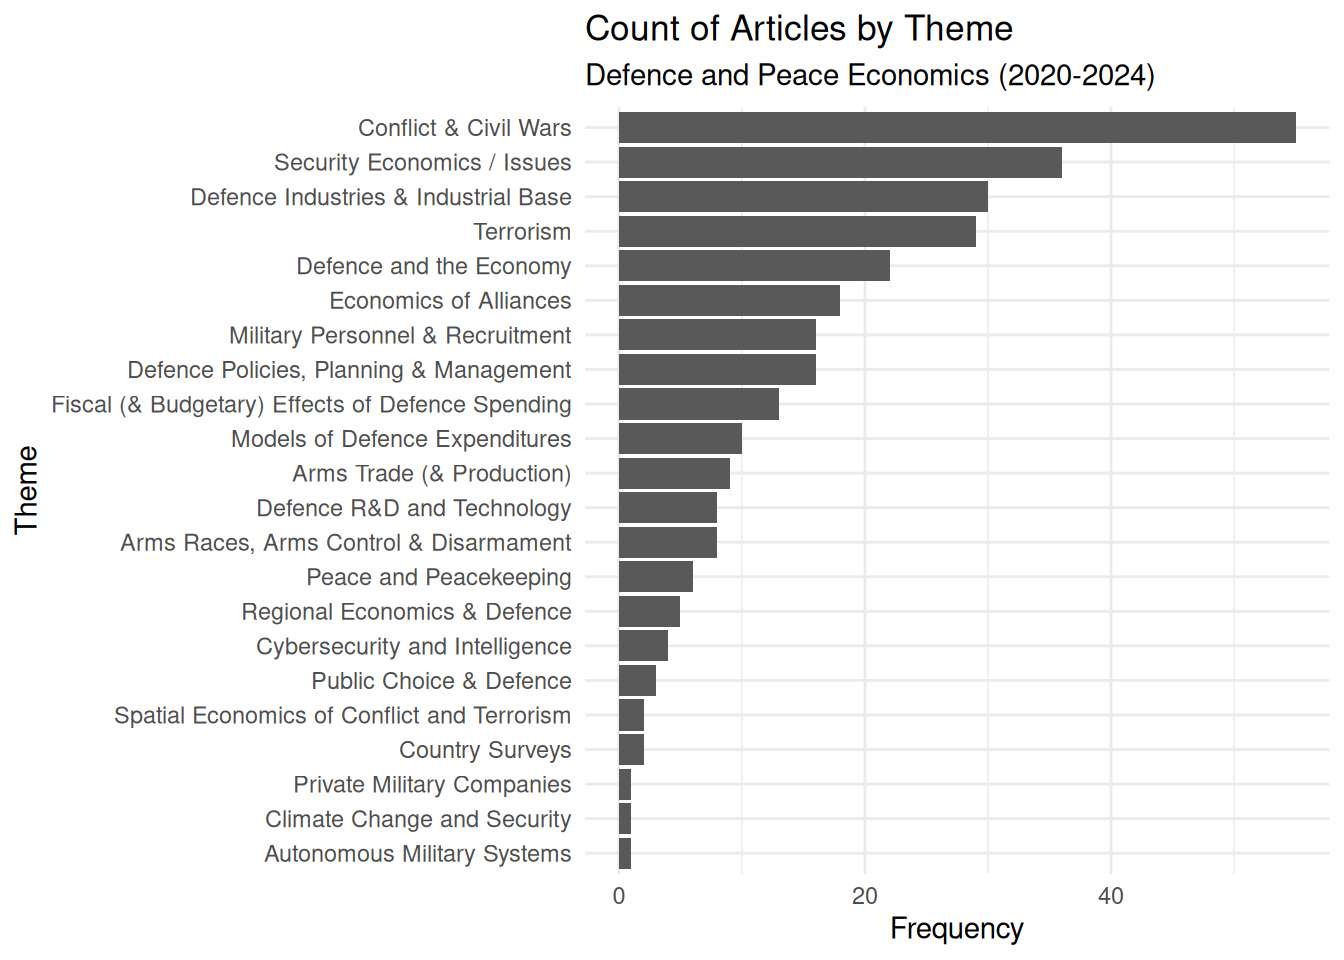 Count of Articles by Theme
Defence and Peace Economics (2020-2024)
Conflict & Civil Wars
Security Economics / Issues
Defence Industries & Industrial Base
Terrorism
Defence and the Economy
Economics of Alliances
Military Personnel & Recruitment
Defence Policies, Planning & Management
Fiscal (& Budgetary) Effects of Defence Spending
Models of Defence Expenditures
Arms Trade (& Production)
Defence R&D and Technology
Arms Races, Arms Control & Disarmament
Peace and Peacekeeping
Regional Economics & Defence
Cybersecurity and Intelligence
Public Choice & Defence
Spatial Economics of Conflict and Terrorism
Country Surveys
Private Military Companies
Climate Change and Security
Autonomous Military Systems
Theme
0 20 40
Frequency